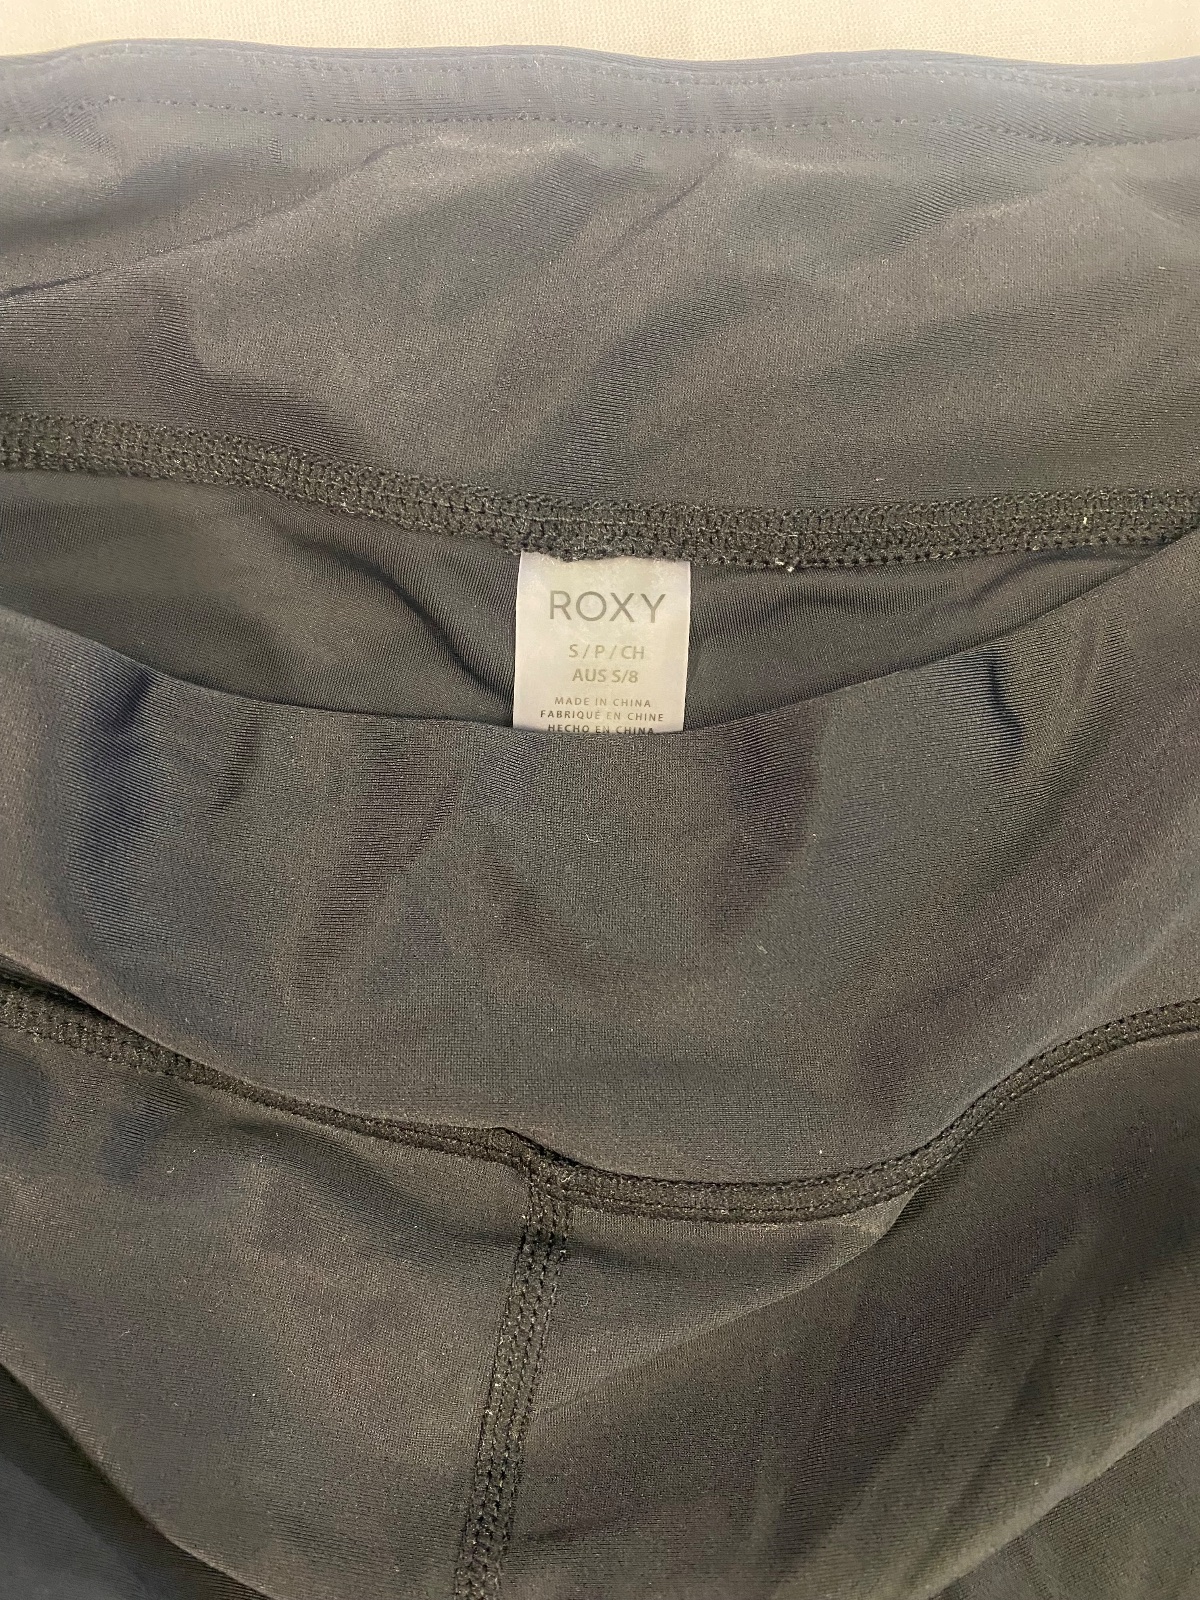 ROXY
S / P / CH
AUS S/8
MADE IN CHINA
FABRIQUÉ EN CHINE
HECHO EN CHINA